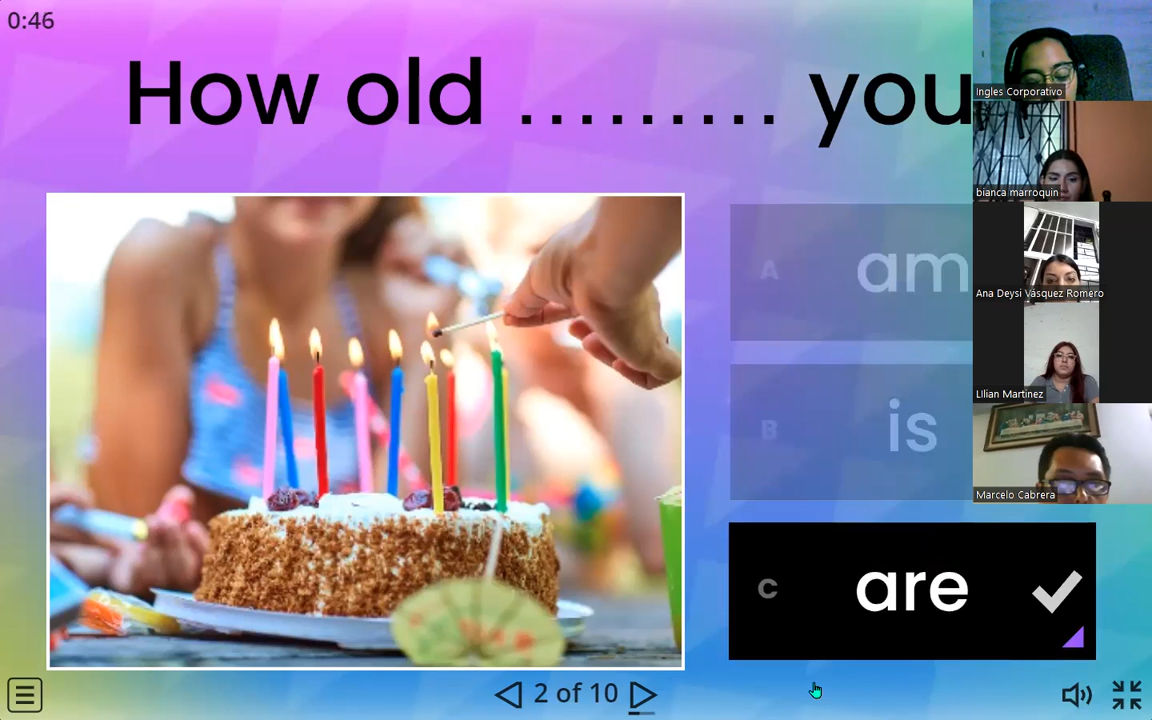 0:46
How old ......... you
Ingles Corporativo
bianca marroquin
Ana Deysi Vásquez Romero
LIlian Martinez
Marcelo Cabrera
A am
B is
C are
2 of 10